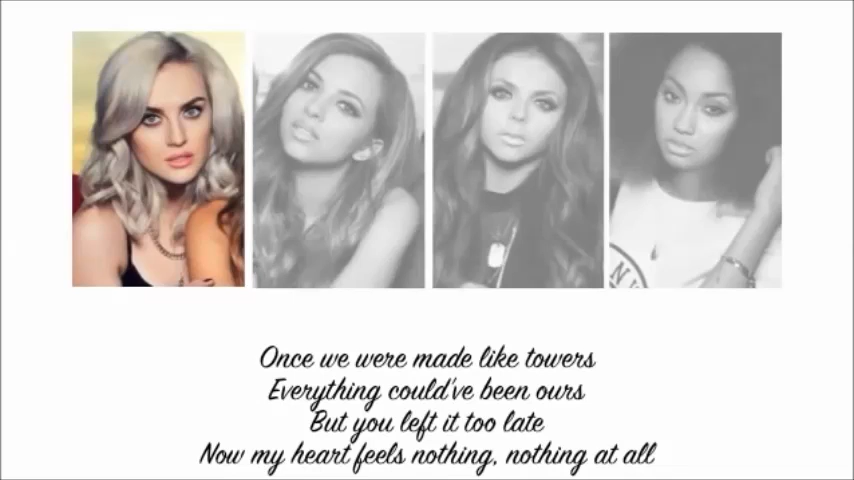 Once we were made like towers
Everything could've been ours
But you left it too late
Now my heart feels nothing, nothing at all